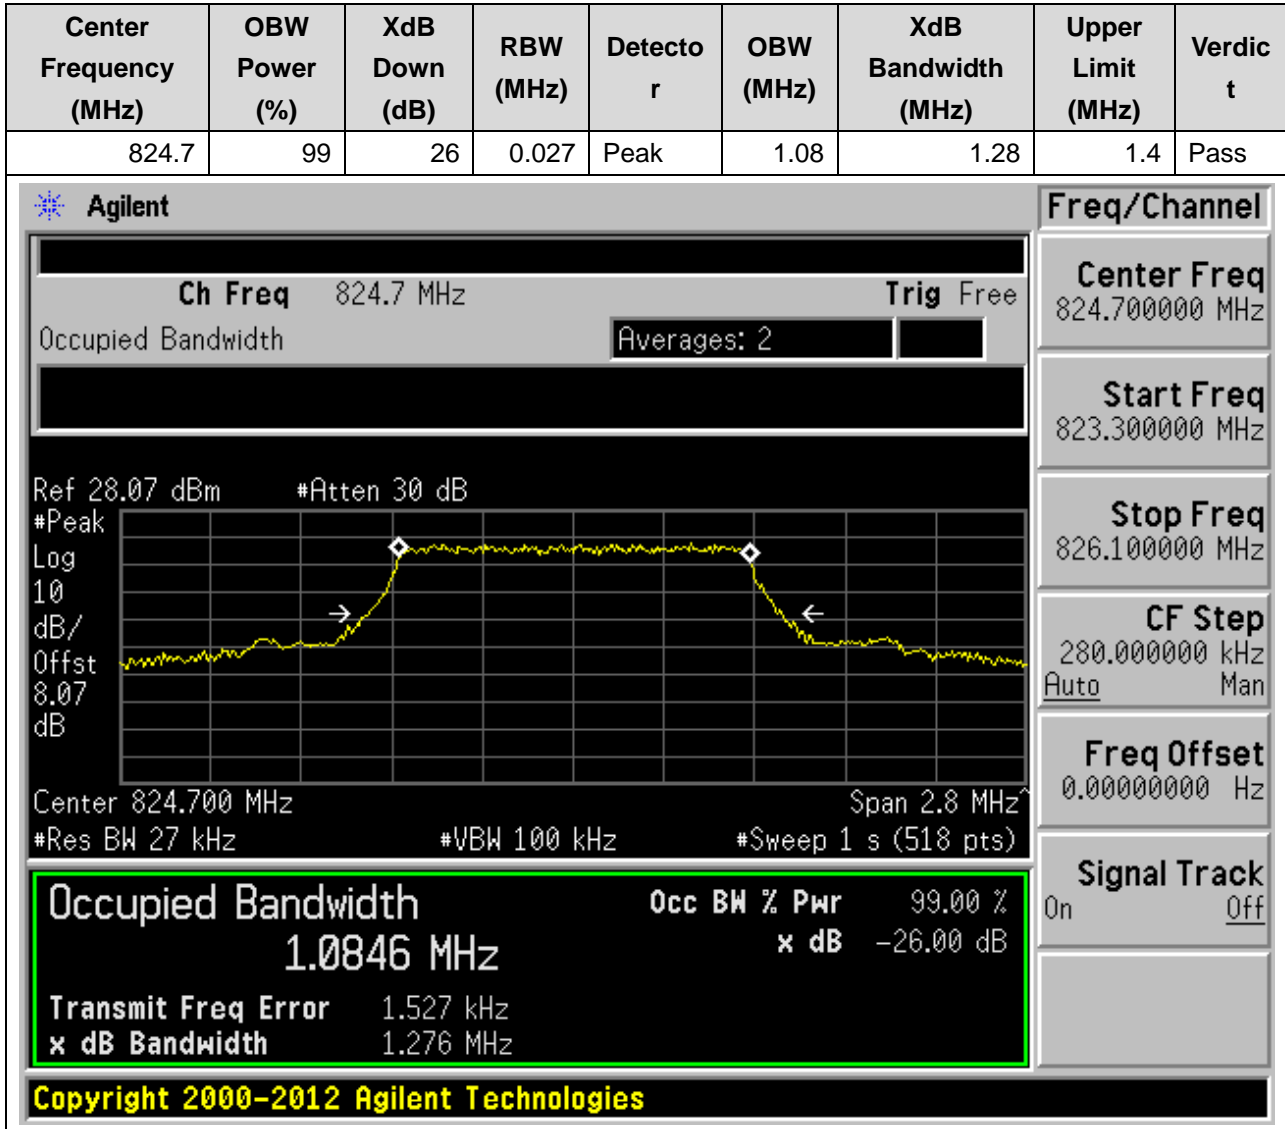 Center Frequency (MHz) OBW Power (%) XdB Down (dB) RBW (MHz) Detector OBW (MHz) XdB Bandwidth (MHz) Upper Limit (MHz) Verdict
824.7 99 26 0.027 Peak 1.08 1.28 1.4 Pass
Agilent
Freq/Channel
Ch Freq 824.7 MHz Trig Free
Occupied Bandwidth Averages: 2
Ref 28.07 dBm #Atten 30 dB
#Peak
Log
10
dB/
Offst
8.07
dB
Center 824.700 MHz Span 2.8 MHz^
#Res BW 27 kHz #VBW 100 kHz #Sweep 1 s (518 pts)
Occupied Bandwidth Occ BW % Pwr 99.00 %
1.0846 MHz x dB -26.00 dB
Transmit Freq Error 1.527 kHz
x dB Bandwidth 1.276 MHz
Center Freq
824.700000 MHz
Start Freq
823.300000 MHz
Stop Freq
826.100000 MHz
CF Step
280.000000 kHz
Auto Man
Freq Offset
0.00000000 Hz
Signal Track
On Off
Copyright 2000-2012 Agilent Technologies